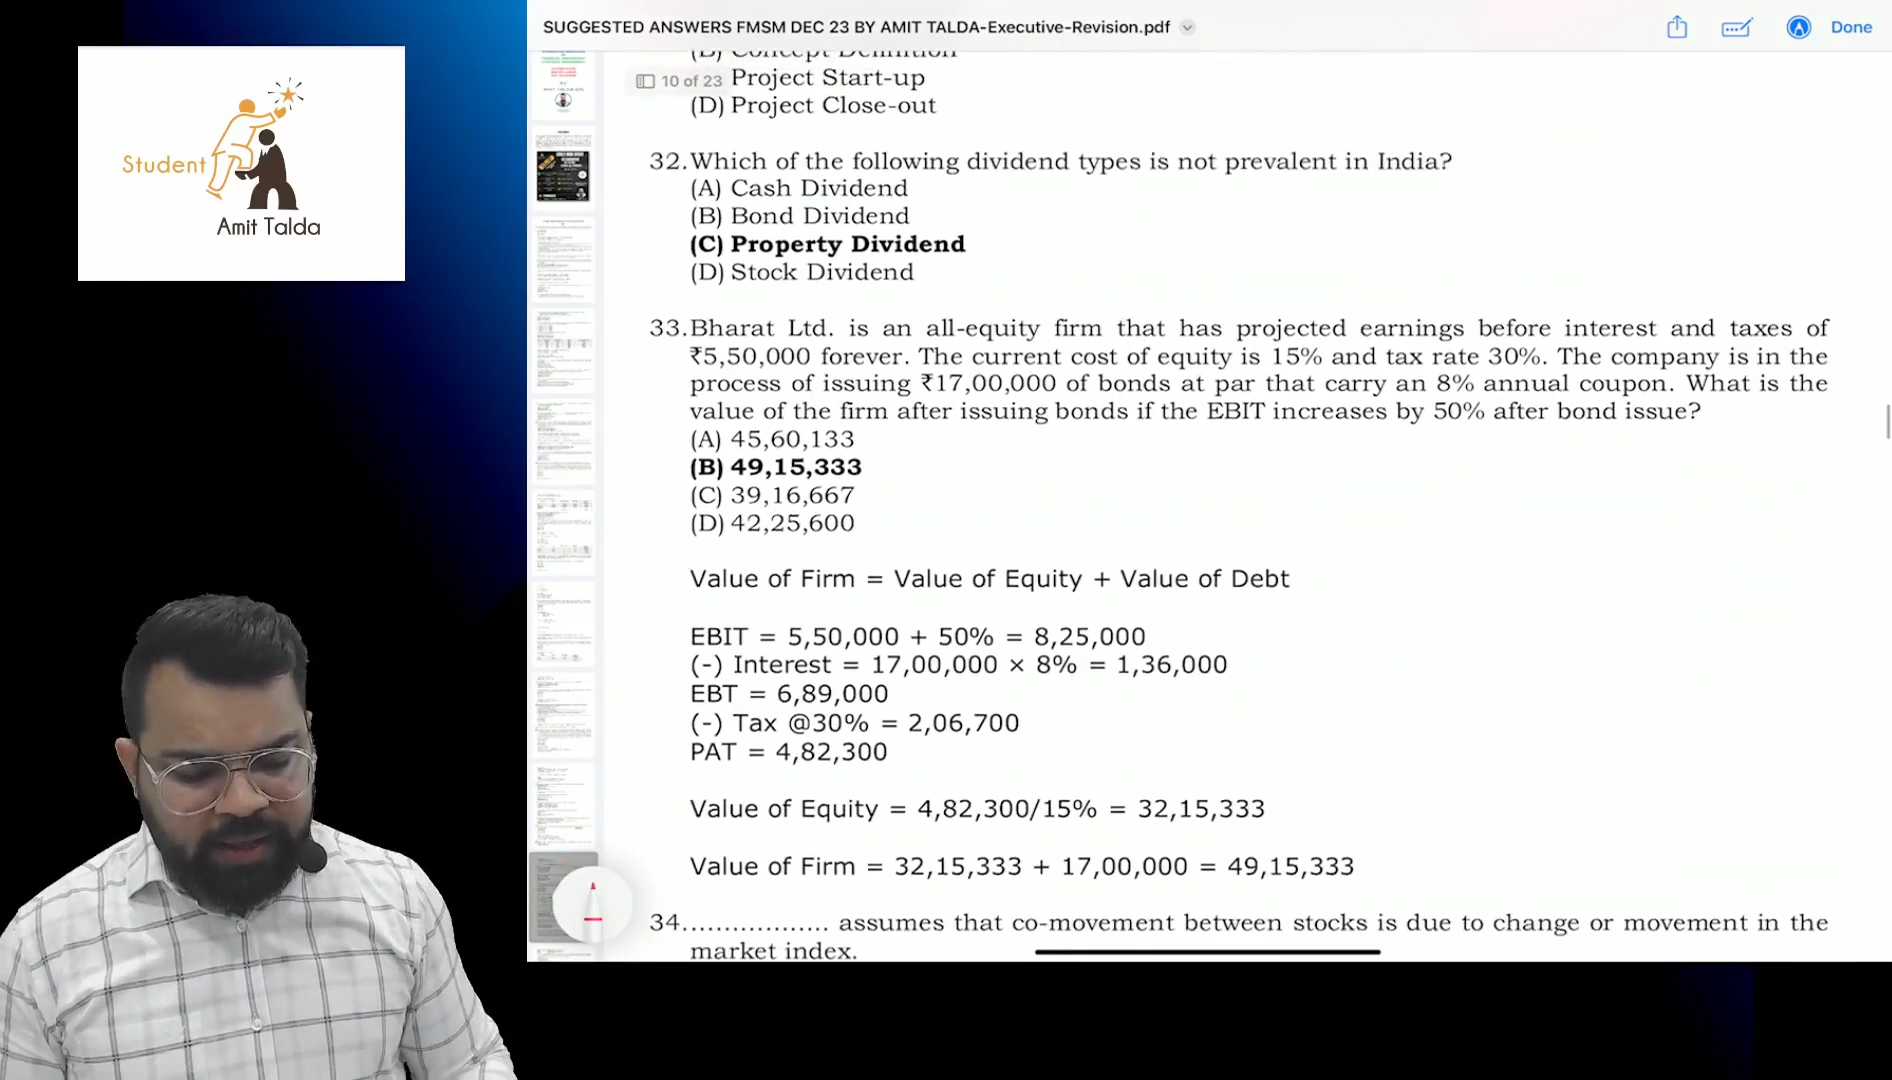 SUGGESTED ANSWERS FMSM DEC 23 BY AMIT TALDA-Executive-Revision.pdf
Done
Student
Amit Talda
(B) Concept Definition
10 of 23
Project Start-up
(D) Project Close-out
32. Which of the following dividend types is not prevalent in India?
(A) Cash Dividend
(B) Bond Dividend
(C) Property Dividend
(D) Stock Dividend
33. Bharat Ltd. is an all-equity firm that has projected earnings before interest and taxes of
₹5,50,000 forever. The current cost of equity is 15% and tax rate 30%. The company is in the
process of issuing ₹17,00,000 of bonds at par that carry an 8% annual coupon. What is the
value of the firm after issuing bonds if the EBIT increases by 50% after bond issue?
(A) 45,60,133
(B) 49,15,333
(C) 39,16,667
(D) 42,25,600
Value of Firm = Value of Equity + Value of Debt
EBIT = 5,50,000 + 50% = 8,25,000
(-) Interest = 17,00,000 × 8% = 1,36,000
EBT = 6,89,000
(-) Tax @30% = 2,06,700
PAT = 4,82,300
Value of Equity = 4,82,300/15% = 32,15,333
Value of Firm = 32,15,333 + 17,00,000 = 49,15,333
34.................. assumes that co-movement between stocks is due to change or movement in the
market index.